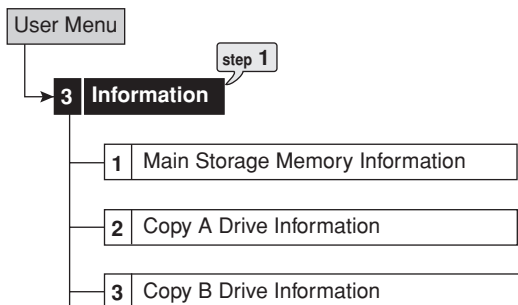 User Menu
step 1
3 Information
1 Main Storage Memory Information
2 Copy A Drive Information
3 Copy B Drive Information